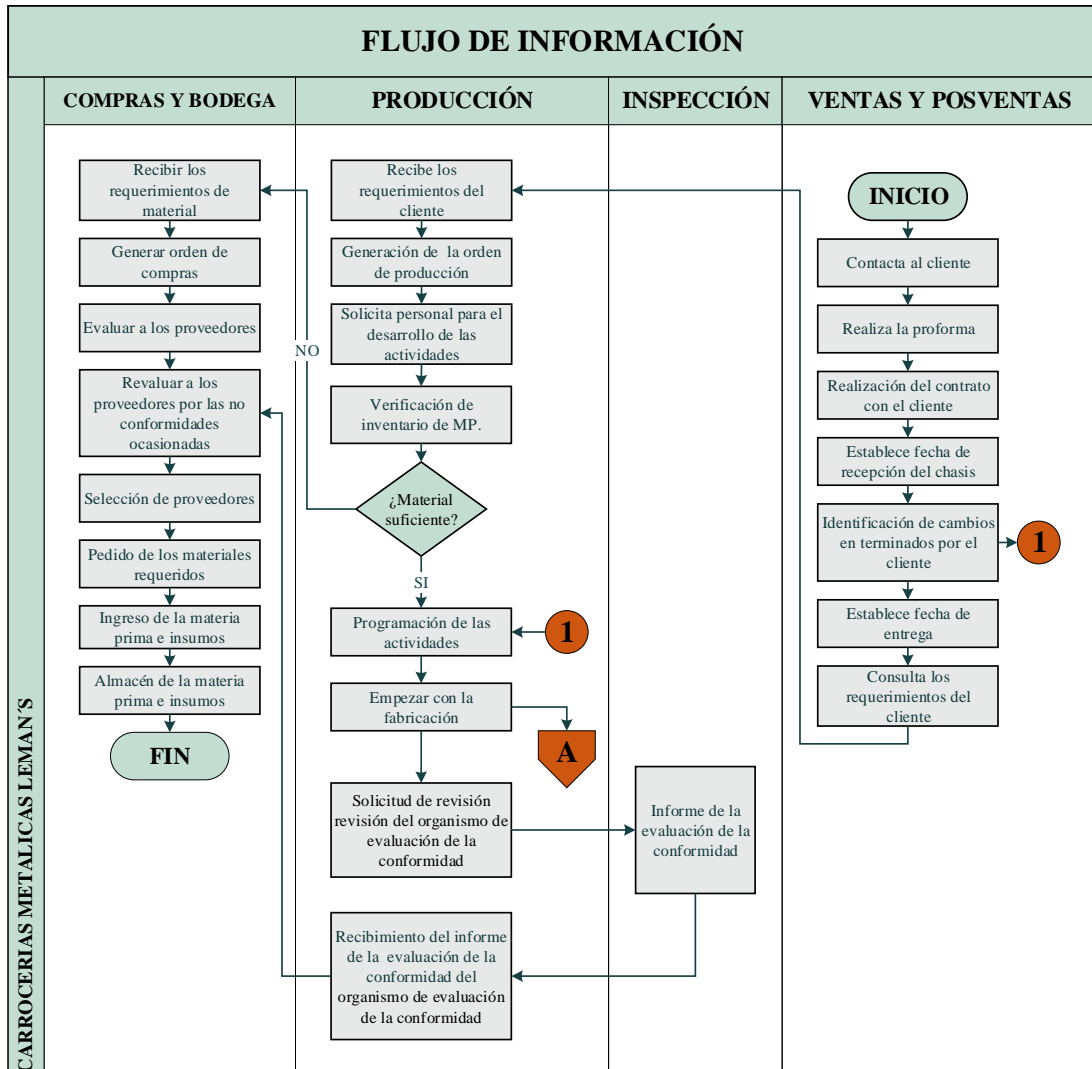 FLUJO DE INFORMACIÓN
CARROCERIAS METALICAS LEMAN´S
COMPRAS Y BODEGA
Recibir los
requerimientos de
material
Generar orden de
compras
Evaluar a los proveedores
Revaluar a los
proveedores por las no
conformidades
ocasionadas
Selección de proveedores
Pedido de los materiales
requeridos
Ingreso de la materia
prima e insumos
Almacén de la materia
prima e insumos
FIN
NO
PRODUCCIÓN
Recibe los
requerimientos del
cliente
Generación de la orden
de producción
Solicita personal para el
desarrollo de las
actividades
Verificación de
inventario de MP.
¿Material
suficiente?
SI
Programación de las
actividades
1
Empezar con la
fabricación
A
Solicitud de revisión
revisión del organismo de
evaluación de la
conformidad
Recibimiento del informe
de la evaluación de la
conformidad del
organismo de evaluación
de la conformidad
INSPECCIÓN
Informe de la
evaluación de la
conformidad
VENTAS Y POSVENTAS
INICIO
Contacta al cliente
Realiza la proforma
Realización del contrato
con el cliente
Establece fecha de
recepción del chasis
Identificación de cambios
en terminados por el
cliente
1
Establece fecha de
entrega
Consulta los
requerimientos del
cliente